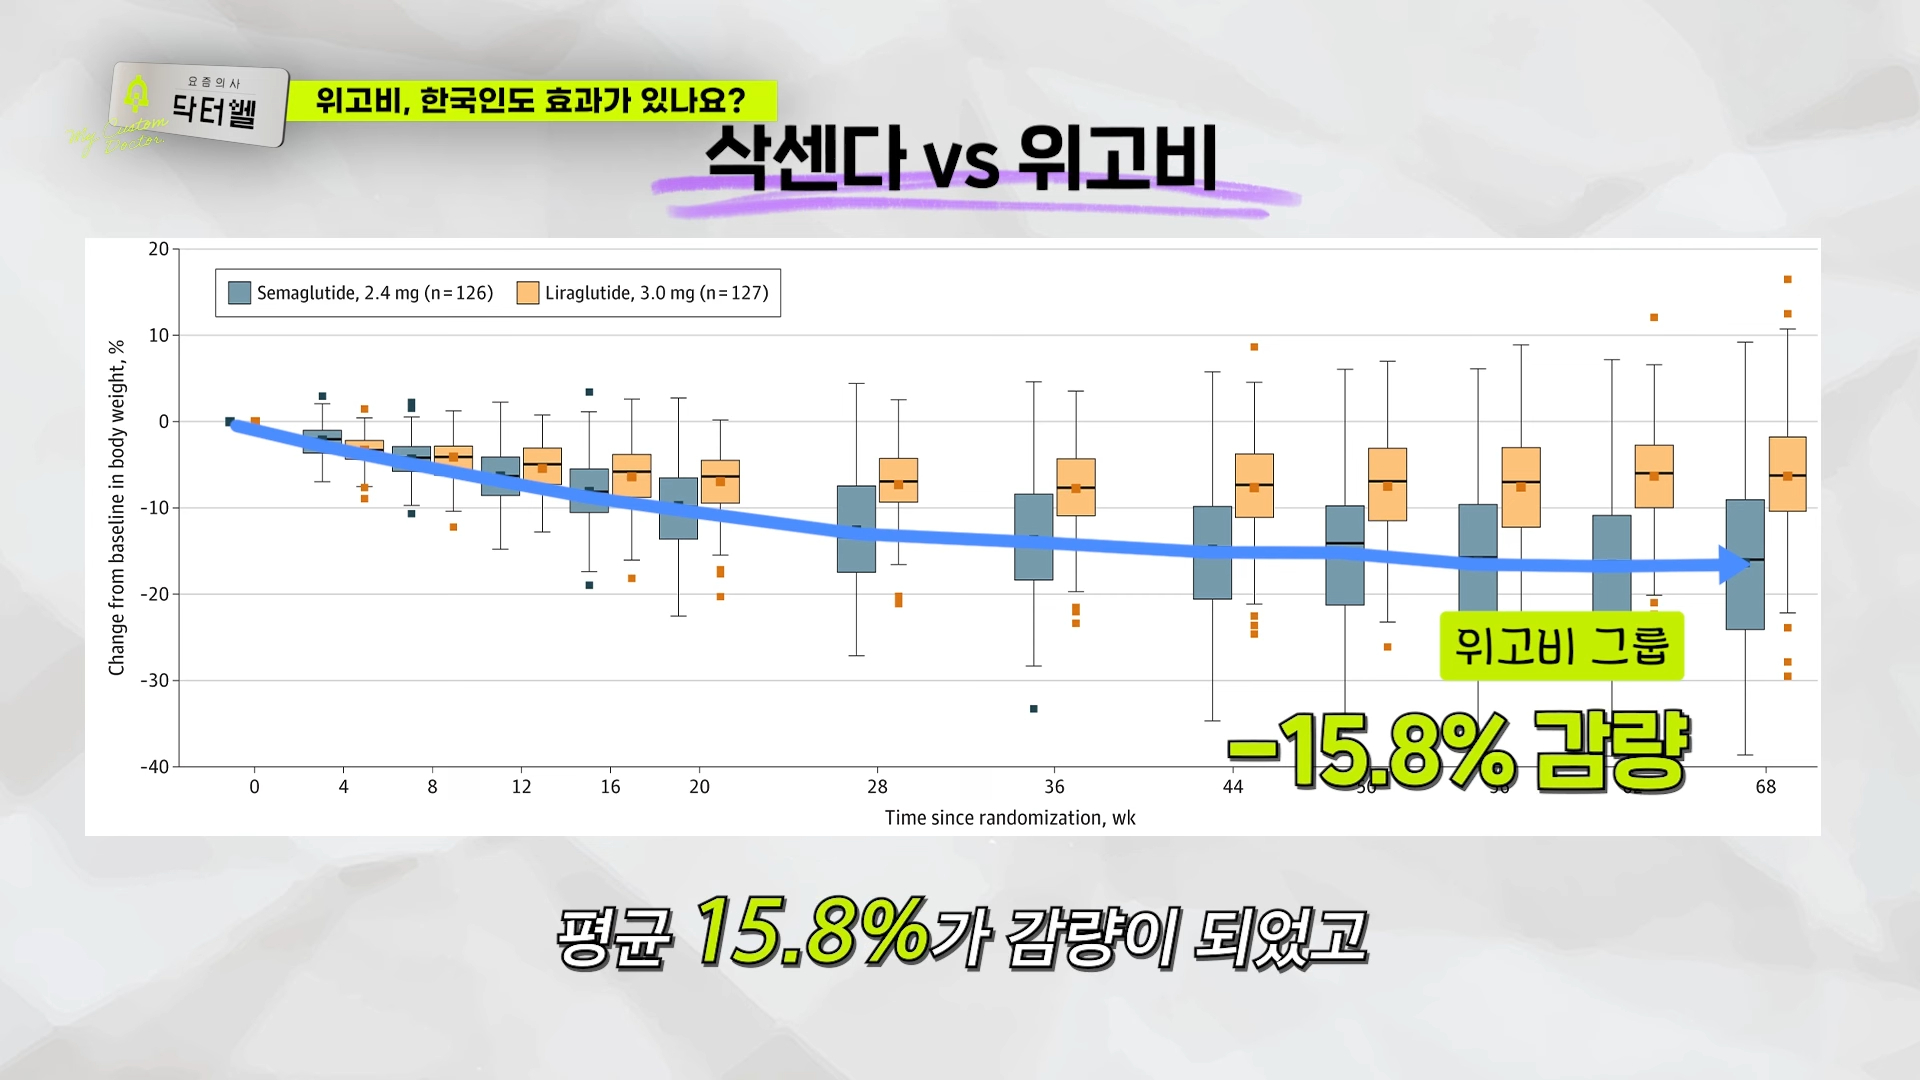 요즘의사
닥터벨
My Custom
Doctor
위고비, 한국인도 효과가 있나요?
삭센다 vs 위고비
20
10
0
-10
-20
-30
-40
Change from baseline in body weight, %
Semaglutide, 2.4 mg (n=126)
Liraglutide, 3.0 mg (n=127)
위고비 그룹
-15.8% 감량
0 4 8 12 16 20 28 36 44 50 56 62 68
Time since randomization, wk
평균 15.8%가 감량이 되었고